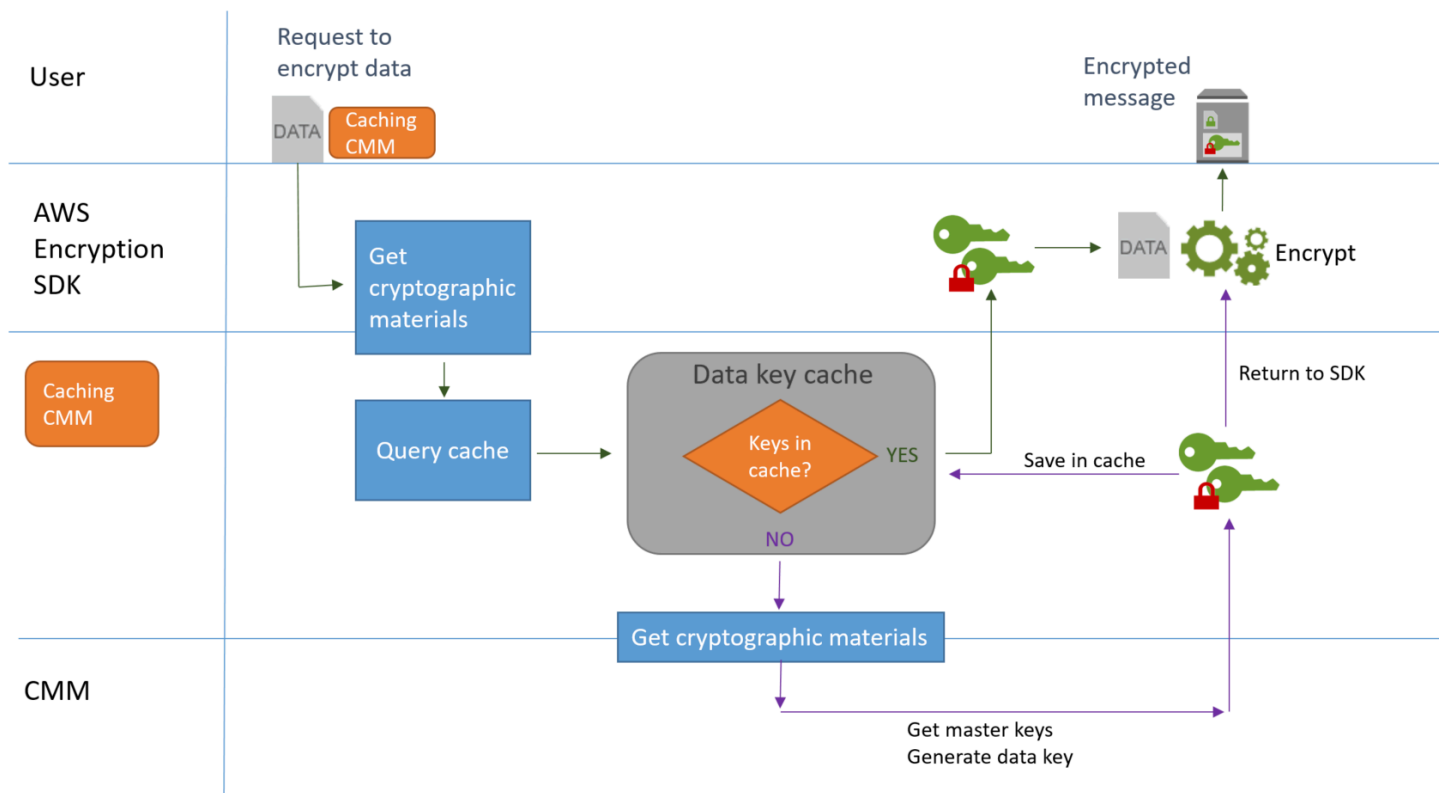 User
Request to
encrypt data
DATA
Caching
CMM
Encrypted
message
AWS
Encryption
SDK
Get
cryptographic
materials
DATA
Encrypt
Caching
CMM
Query cache
Data key cache
Keys in
cache?
YES
NO
Save in cache
Return to SDK
Get cryptographic materials
CMM
Get master keys
Generate data key